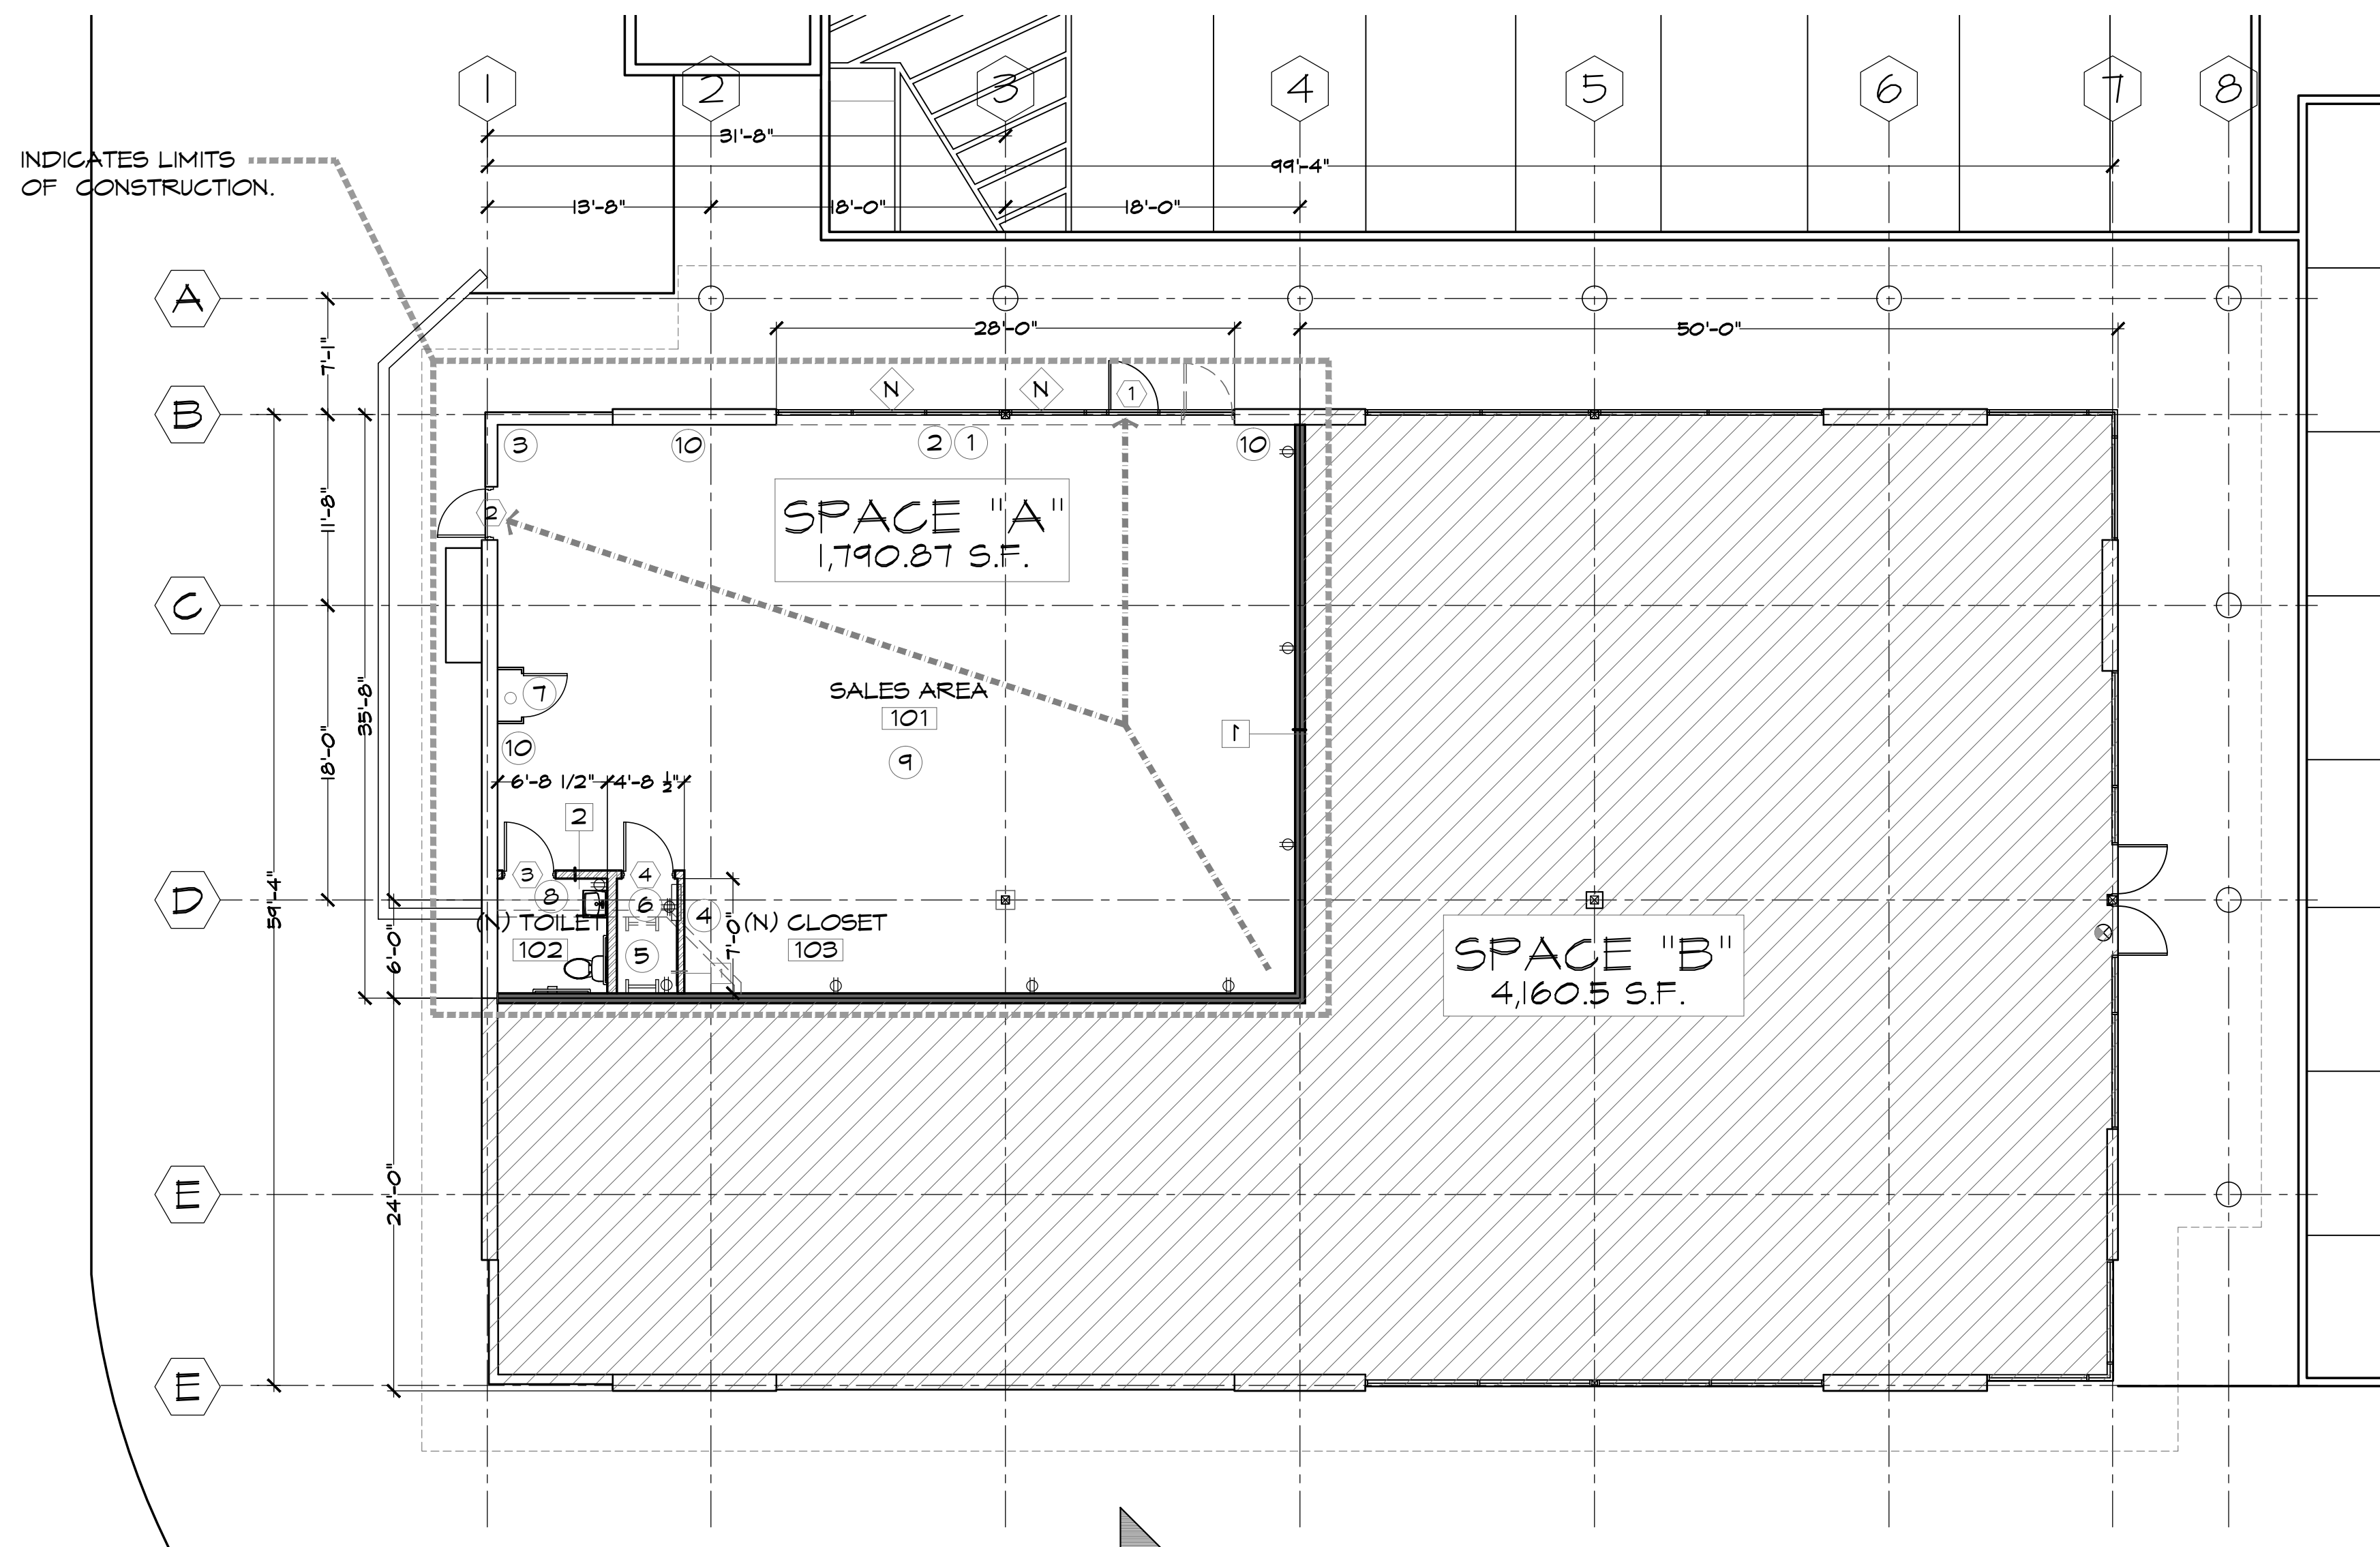 1 2 3 4 5 6 7 8
31'-8"
INDICATES LIMITS
OF CONSTRUCTION.
99'-4"
13'-8" 18'-0" 18'-0"
A
28'-0" 50'-0"
7'-1"
N N 1
B
3 10 2 1 10
2
11'-8"
SPACE "A"
1,790.87 S.F.
C
7
SALES AREA
101
35'-8"
1
18'-0"
10
9
6'-8 1/2" 4'-8 1/2"
2
3 4
8 6 4
D
59'-4"
(N) TOILET
102
(N) CLOSET
103
7'-0"
6'-0"
5
SPACE "B"
4,160.5 S.F.
E
24'-0"
E